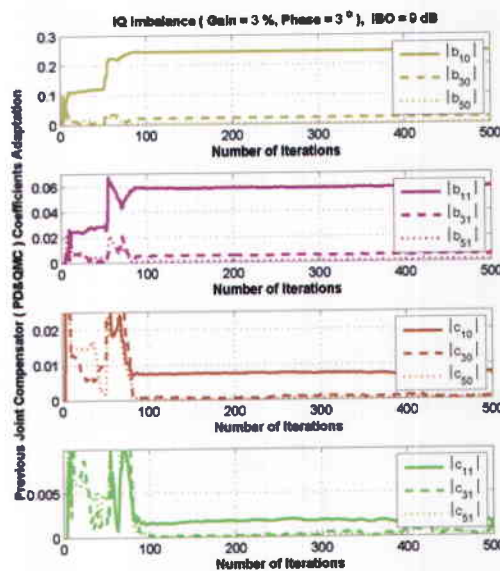 IQ Imbalance ( Gain = 3 %, Phase = 3° ), IBO = 9 dB
Previous Joint Compensator ( PD&QMC ) Coefficients Adaptation
0.3
0.2
0.1
0
0 100 200 300 400 500
Number of Iterations
|b10|
|b30|
|b50|
0.06
0.04
0.02
0
0 100 200 300 400 500
Number of Iterations
|b11|
|b31|
|b51|
0.02
0.01
0
0 100 200 300 400 500
Number of Iterations
|c10|
|c30|
|c50|
0.005
0
0 100 200 300 400 500
Number of Iterations
|c11|
|c31|
|c51|